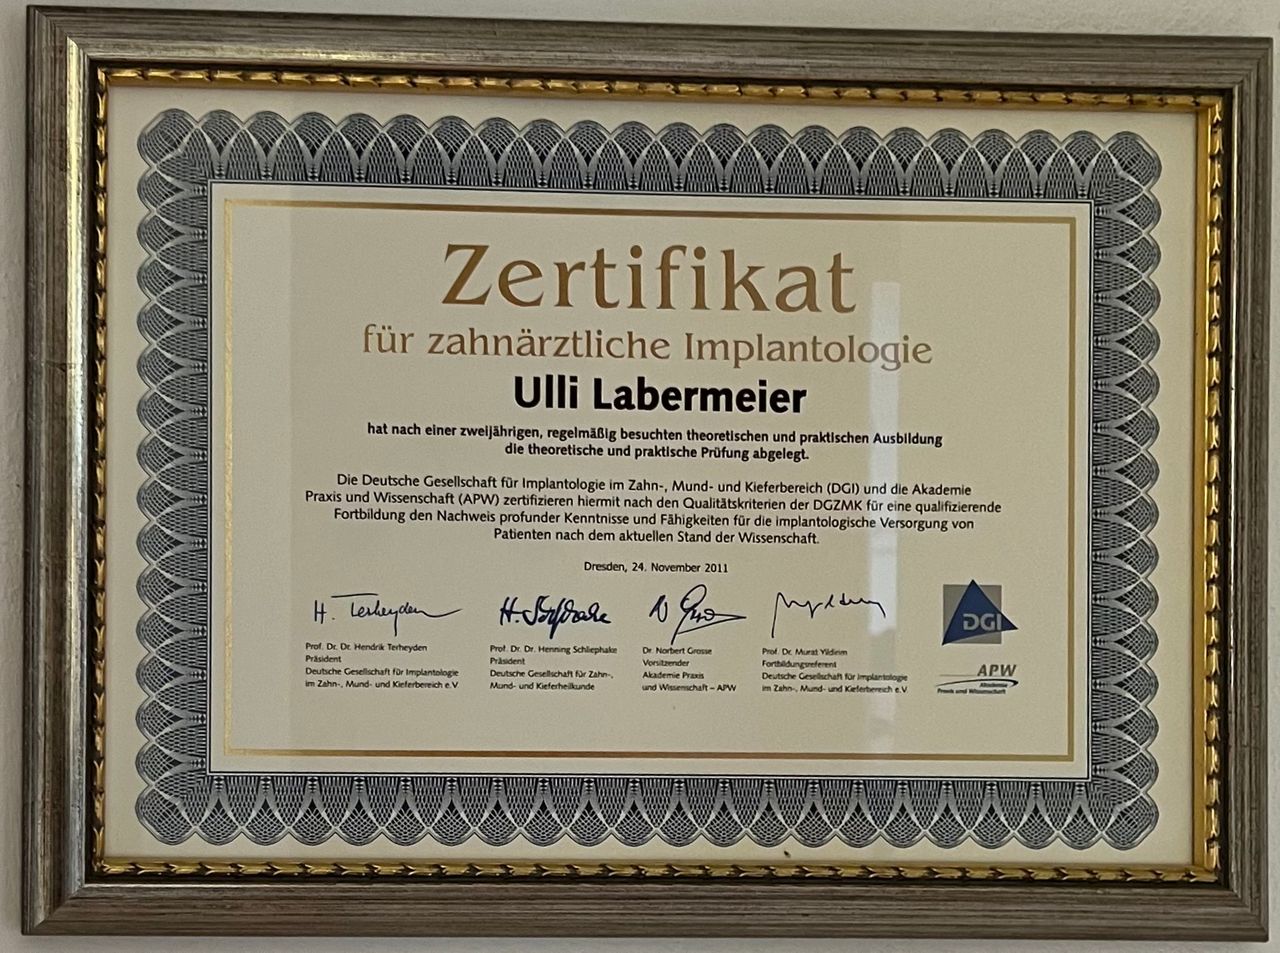 Zertifikat
für zahnärztliche Implantologie
Ulli Labermeier
hat nach einer zweijährigen, regelmäßig besuchten theoretischen und praktischen Ausbildung
die theoretische und praktische Prüfung abgelegt.
Die Deutsche Gesellschaft für Implantologie im Zahn-, Mund- und Kieferbereich (DGI) und die Akademie
Praxis und Wissenschaft (APW) zertifizieren hiermit nach den Qualitätskriterien der DGZMK für eine qualifizierende
Fortbildung den Nachweis profunder Kenntnisse und Fähigkeiten für die implantologische Versorgung von
Patienten nach dem aktuellen Stand der Wissenschaft.
Dresden, 24. November 2011
H. Terheyden
Prof. Dr. Dr. Hendrik Terheyden
Präsident
Deutsche Gesellschaft für Implantologie
im Zahn-, Mund- und Kieferbereich e.V.
Prof. Dr. Dr. Henning Schliephake
Präsident
Deutsche Gesellschaft für Zahn-,
Mund- und Kieferheilkunde
Dr. Norbert Grosse
Vorsitzender
Akademie Praxis
und Wissenschaft – APW
Prof. Dr. Murat Yildirim
Fortbildungsreferent
Deutsche Gesellschaft für Implantologie
im Zahn-, Mund- und Kieferbereich e.V.
DGI
APW
Akademie
Praxis und Wissenschaft